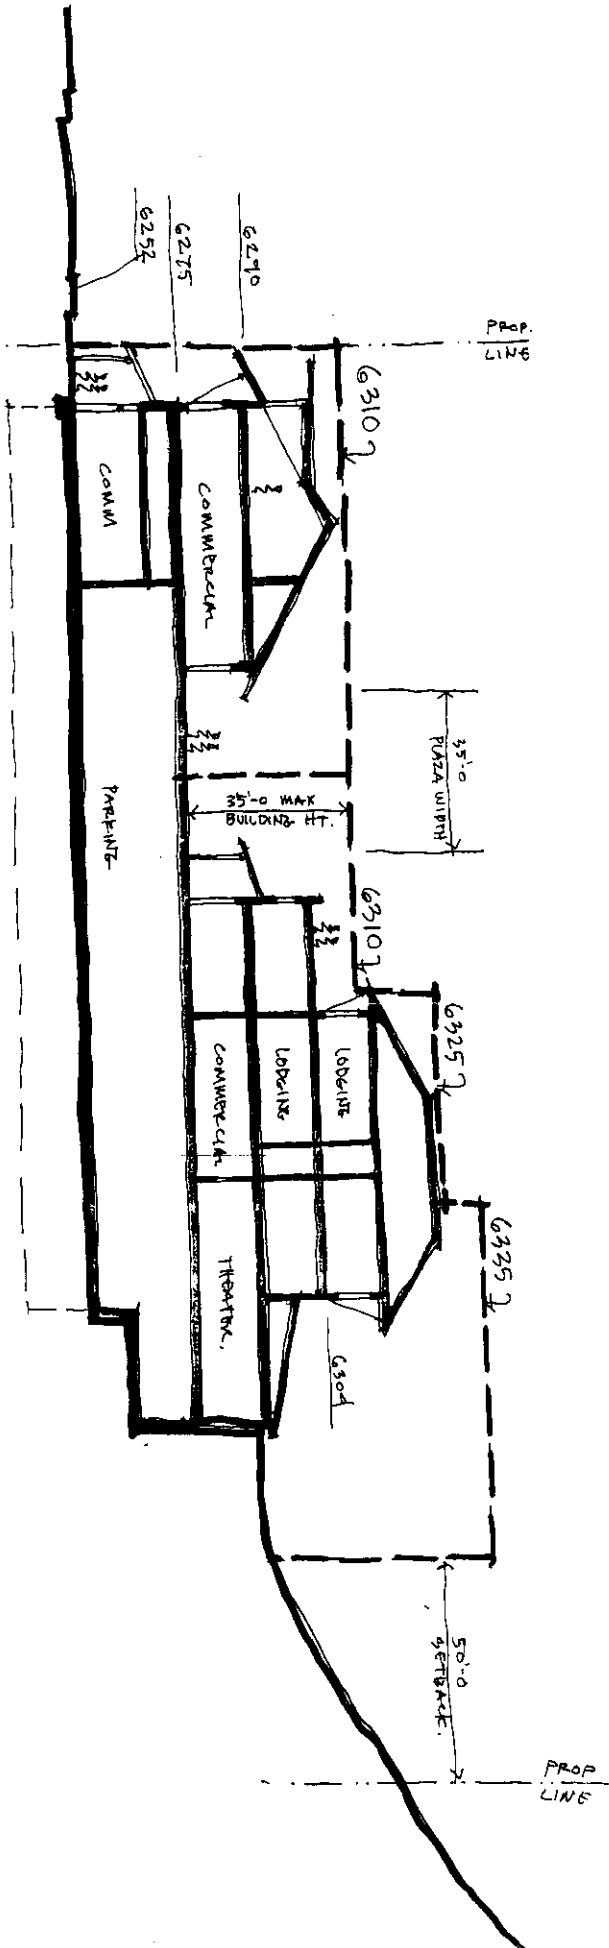 PROP.
LINE
6252
6275
6290
6310
COMM
COMMERCIAL
35'-0
PLAZA WIDTH
35'-0 MAX
BUILDING HT.
PARKING
6310
6325
LODGING
LODGING
COMMERCIAL
6335
THEATER.
6304
50'-0
SETBACK.
PROP
LINE